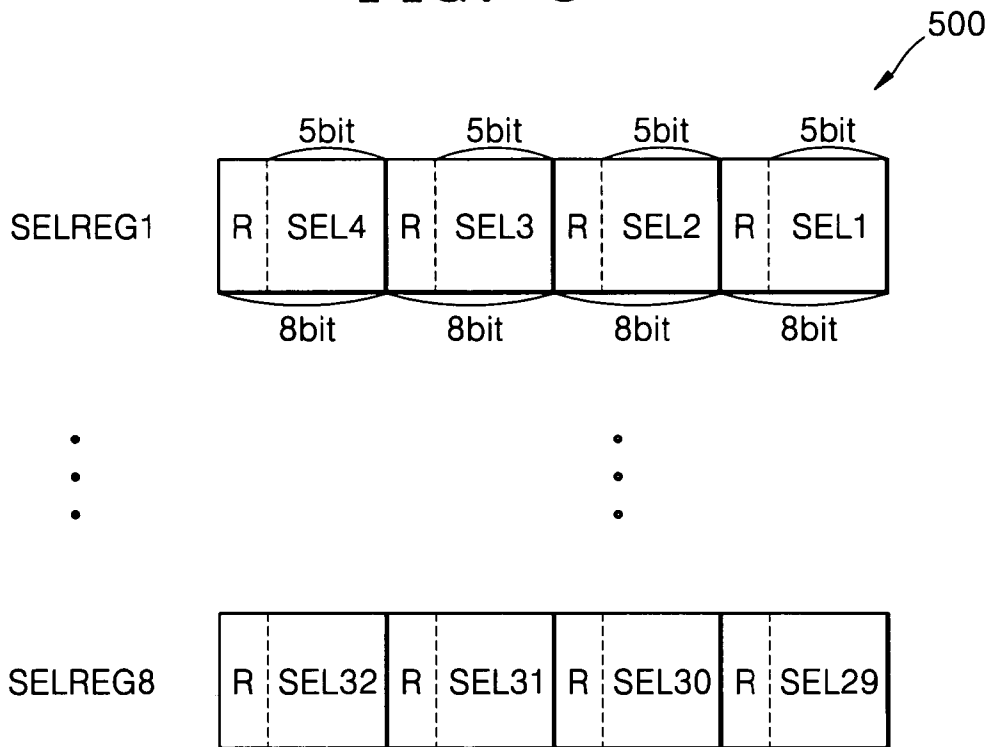 500
5bit 5bit 5bit 5bit
SELREG1 R SEL4 R SEL3 R SEL2 R SEL1
8bit 8bit 8bit 8bit
SELREG8 R SEL32 R SEL31 R SEL30 R SEL29